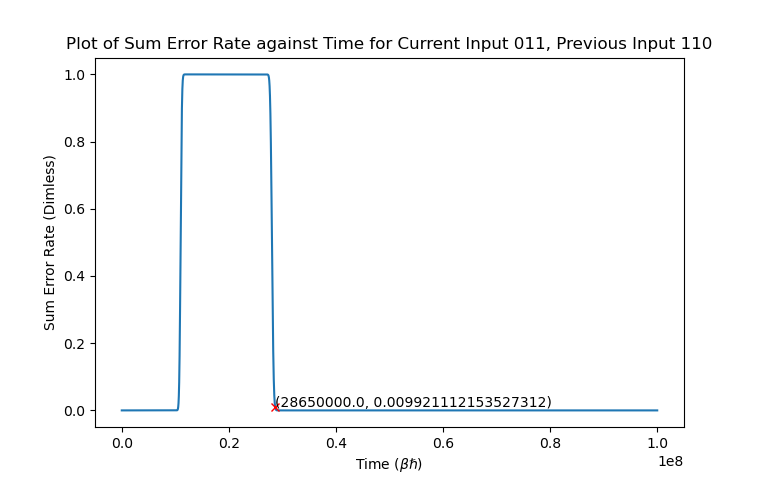 Plot of Sum Error Rate against Time for Current Input 011, Previous Input 110
1.0
0.8
0.6
0.4
0.2
0.0
Sum Error Rate (Dimless)
(28650000.0, 0.009921112153527312)
0.0 0.2 0.4 0.6 0.8 1.0
1e8
Time (βħ)